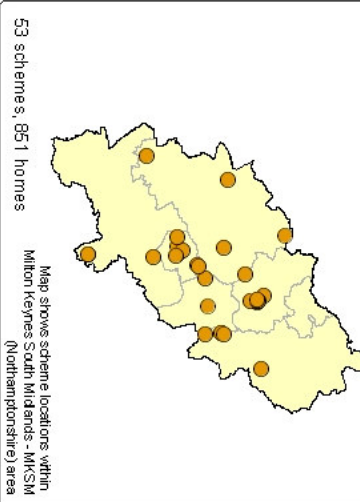 53 schemes, 851 homes
Map shows scheme locations within
Milton Keynes South Midlands - MKSM
(Northamptonshire) area